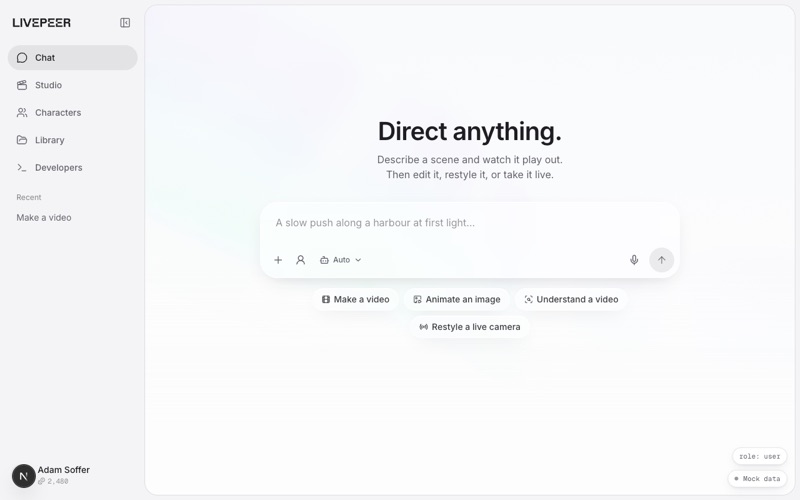 LIVEPEER
Chat
Studio
Characters
Library
Developers
Recent
Make a video
Direct anything.
Describe a scene and watch it play out.
Then edit it, restyle it, or take it live.
A slow push along a harbour at first light...
Auto
Make a video
Animate an image
Understand a video
Restyle a live camera
N
Adam Soffer
2,480
role: user
Mock data